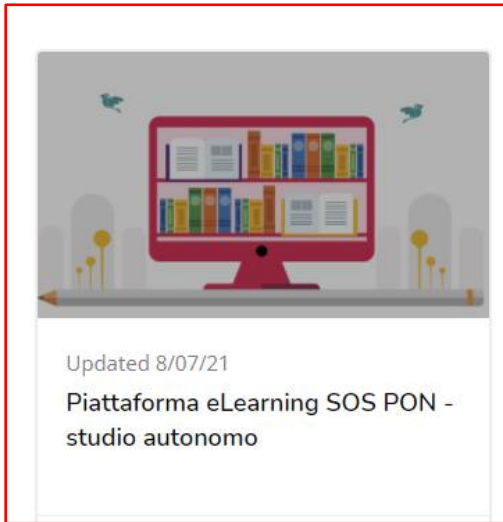 Updated 8/07/21
Piattaforma eLearning SOS PON -
studio autonomo